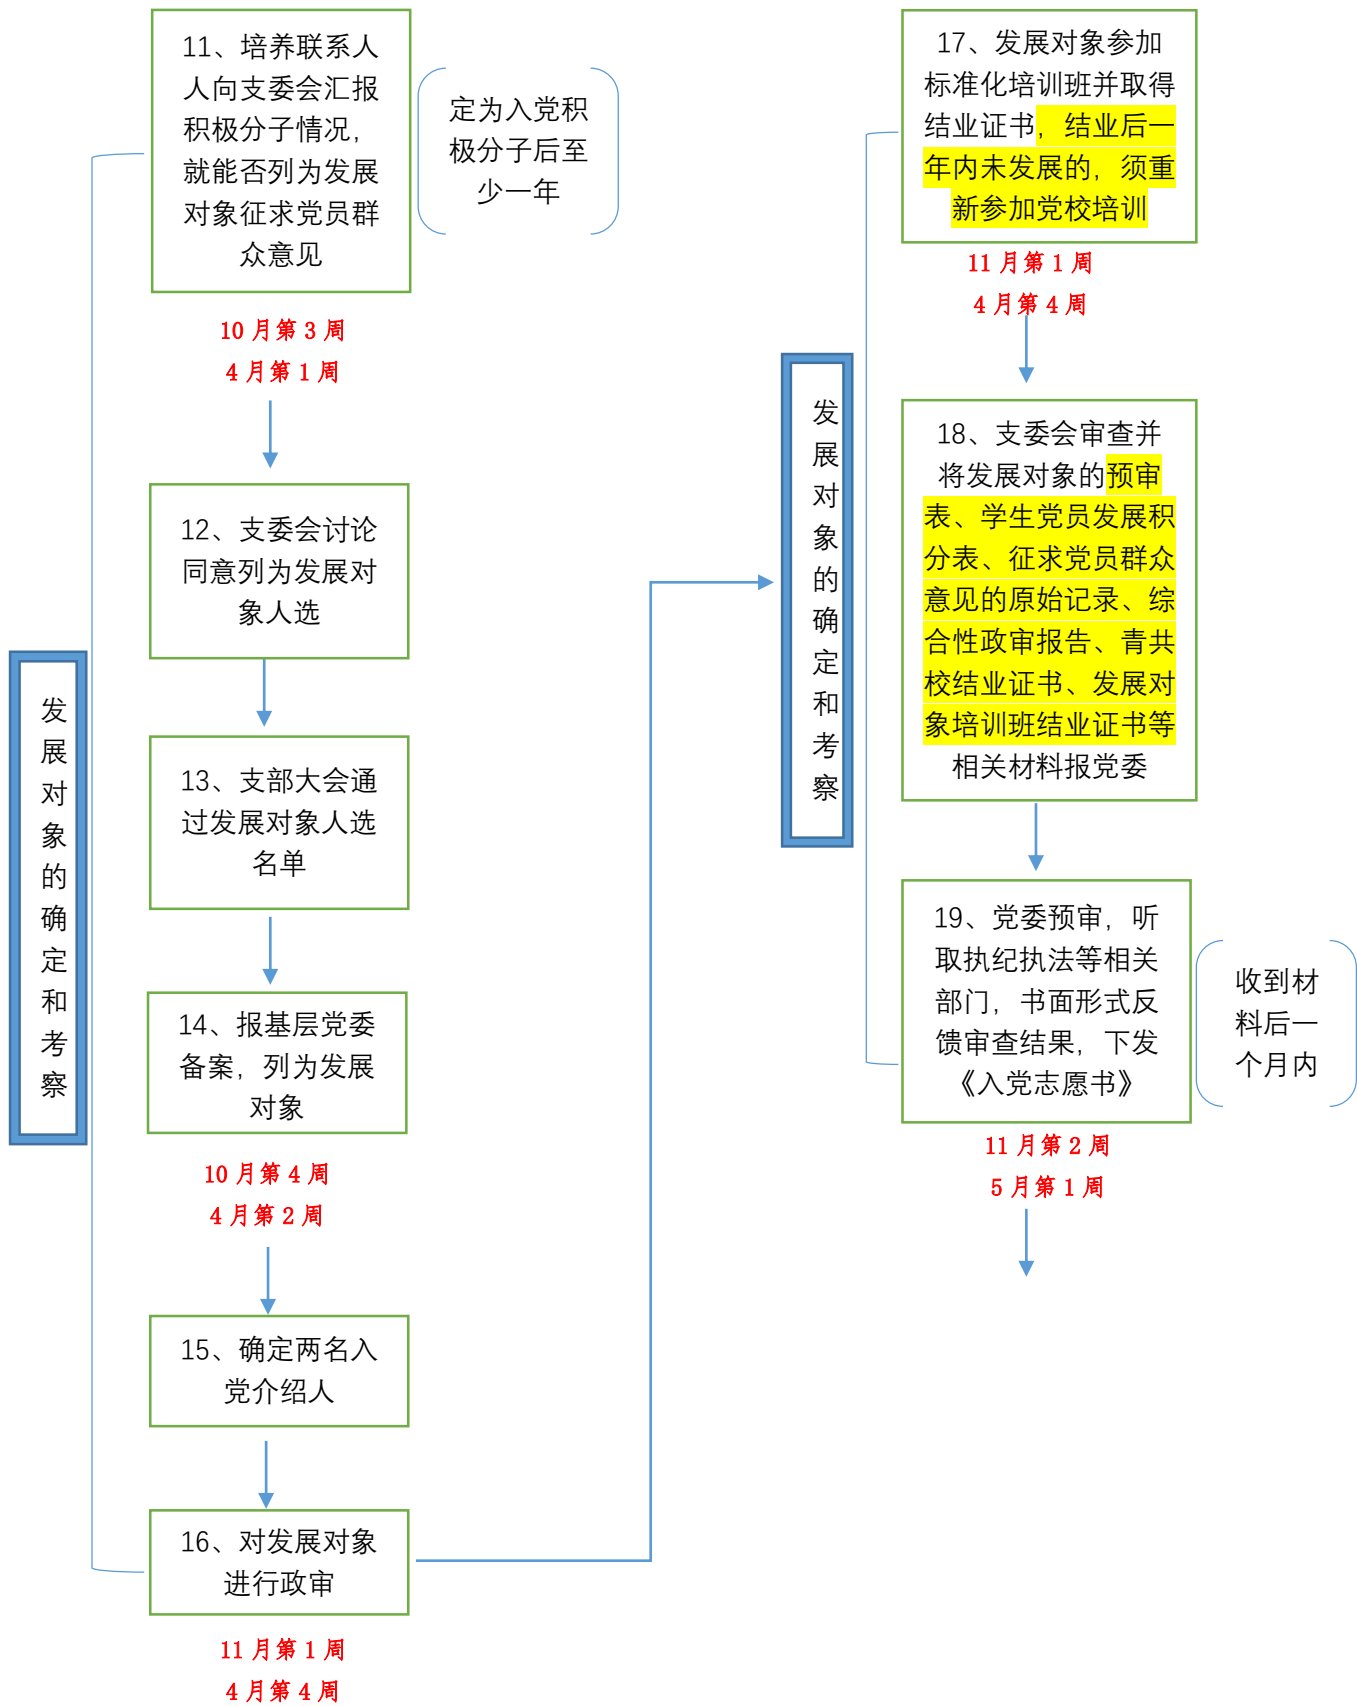 11、培养联系人
人向支委会汇报
积极分子情况，
就能否列为发展
对象征求党员群
众意见
定为入党积
极分子后至
少一年
10 月第 3 周
4 月第 1 周
12、支委会讨论
同意列为发展对
象人选
13、支部大会通
过发展对象人选
名单
14、报基层党委
备案，列为发展
对象
10 月第 4 周
4 月第 2 周
15、确定两名入
党介绍人
16、对发展对象
进行政审
11 月第 1 周
4 月第 4 周
发展对象的确定和考察
发展对象的确定和考察
17、发展对象参加
标准化培训班并取得
结业证书，结业后一
年内未发展的，须重
新参加党校培训
11 月第 1 周
4 月第 4 周
18、支委会审查并
将发展对象的预审
表、学生党员发展积
分表、征求党员群众
意见的原始记录、综
合性政审报告、青共
校结业证书、发展对
象培训班结业证书等
相关材料报党委
19、党委预审，听
取执纪执法等相关
部门，书面形式反
馈审查结果，下发
《入党志愿书》
收到材
料后一
个月内
11 月第 2 周
5 月第 1 周